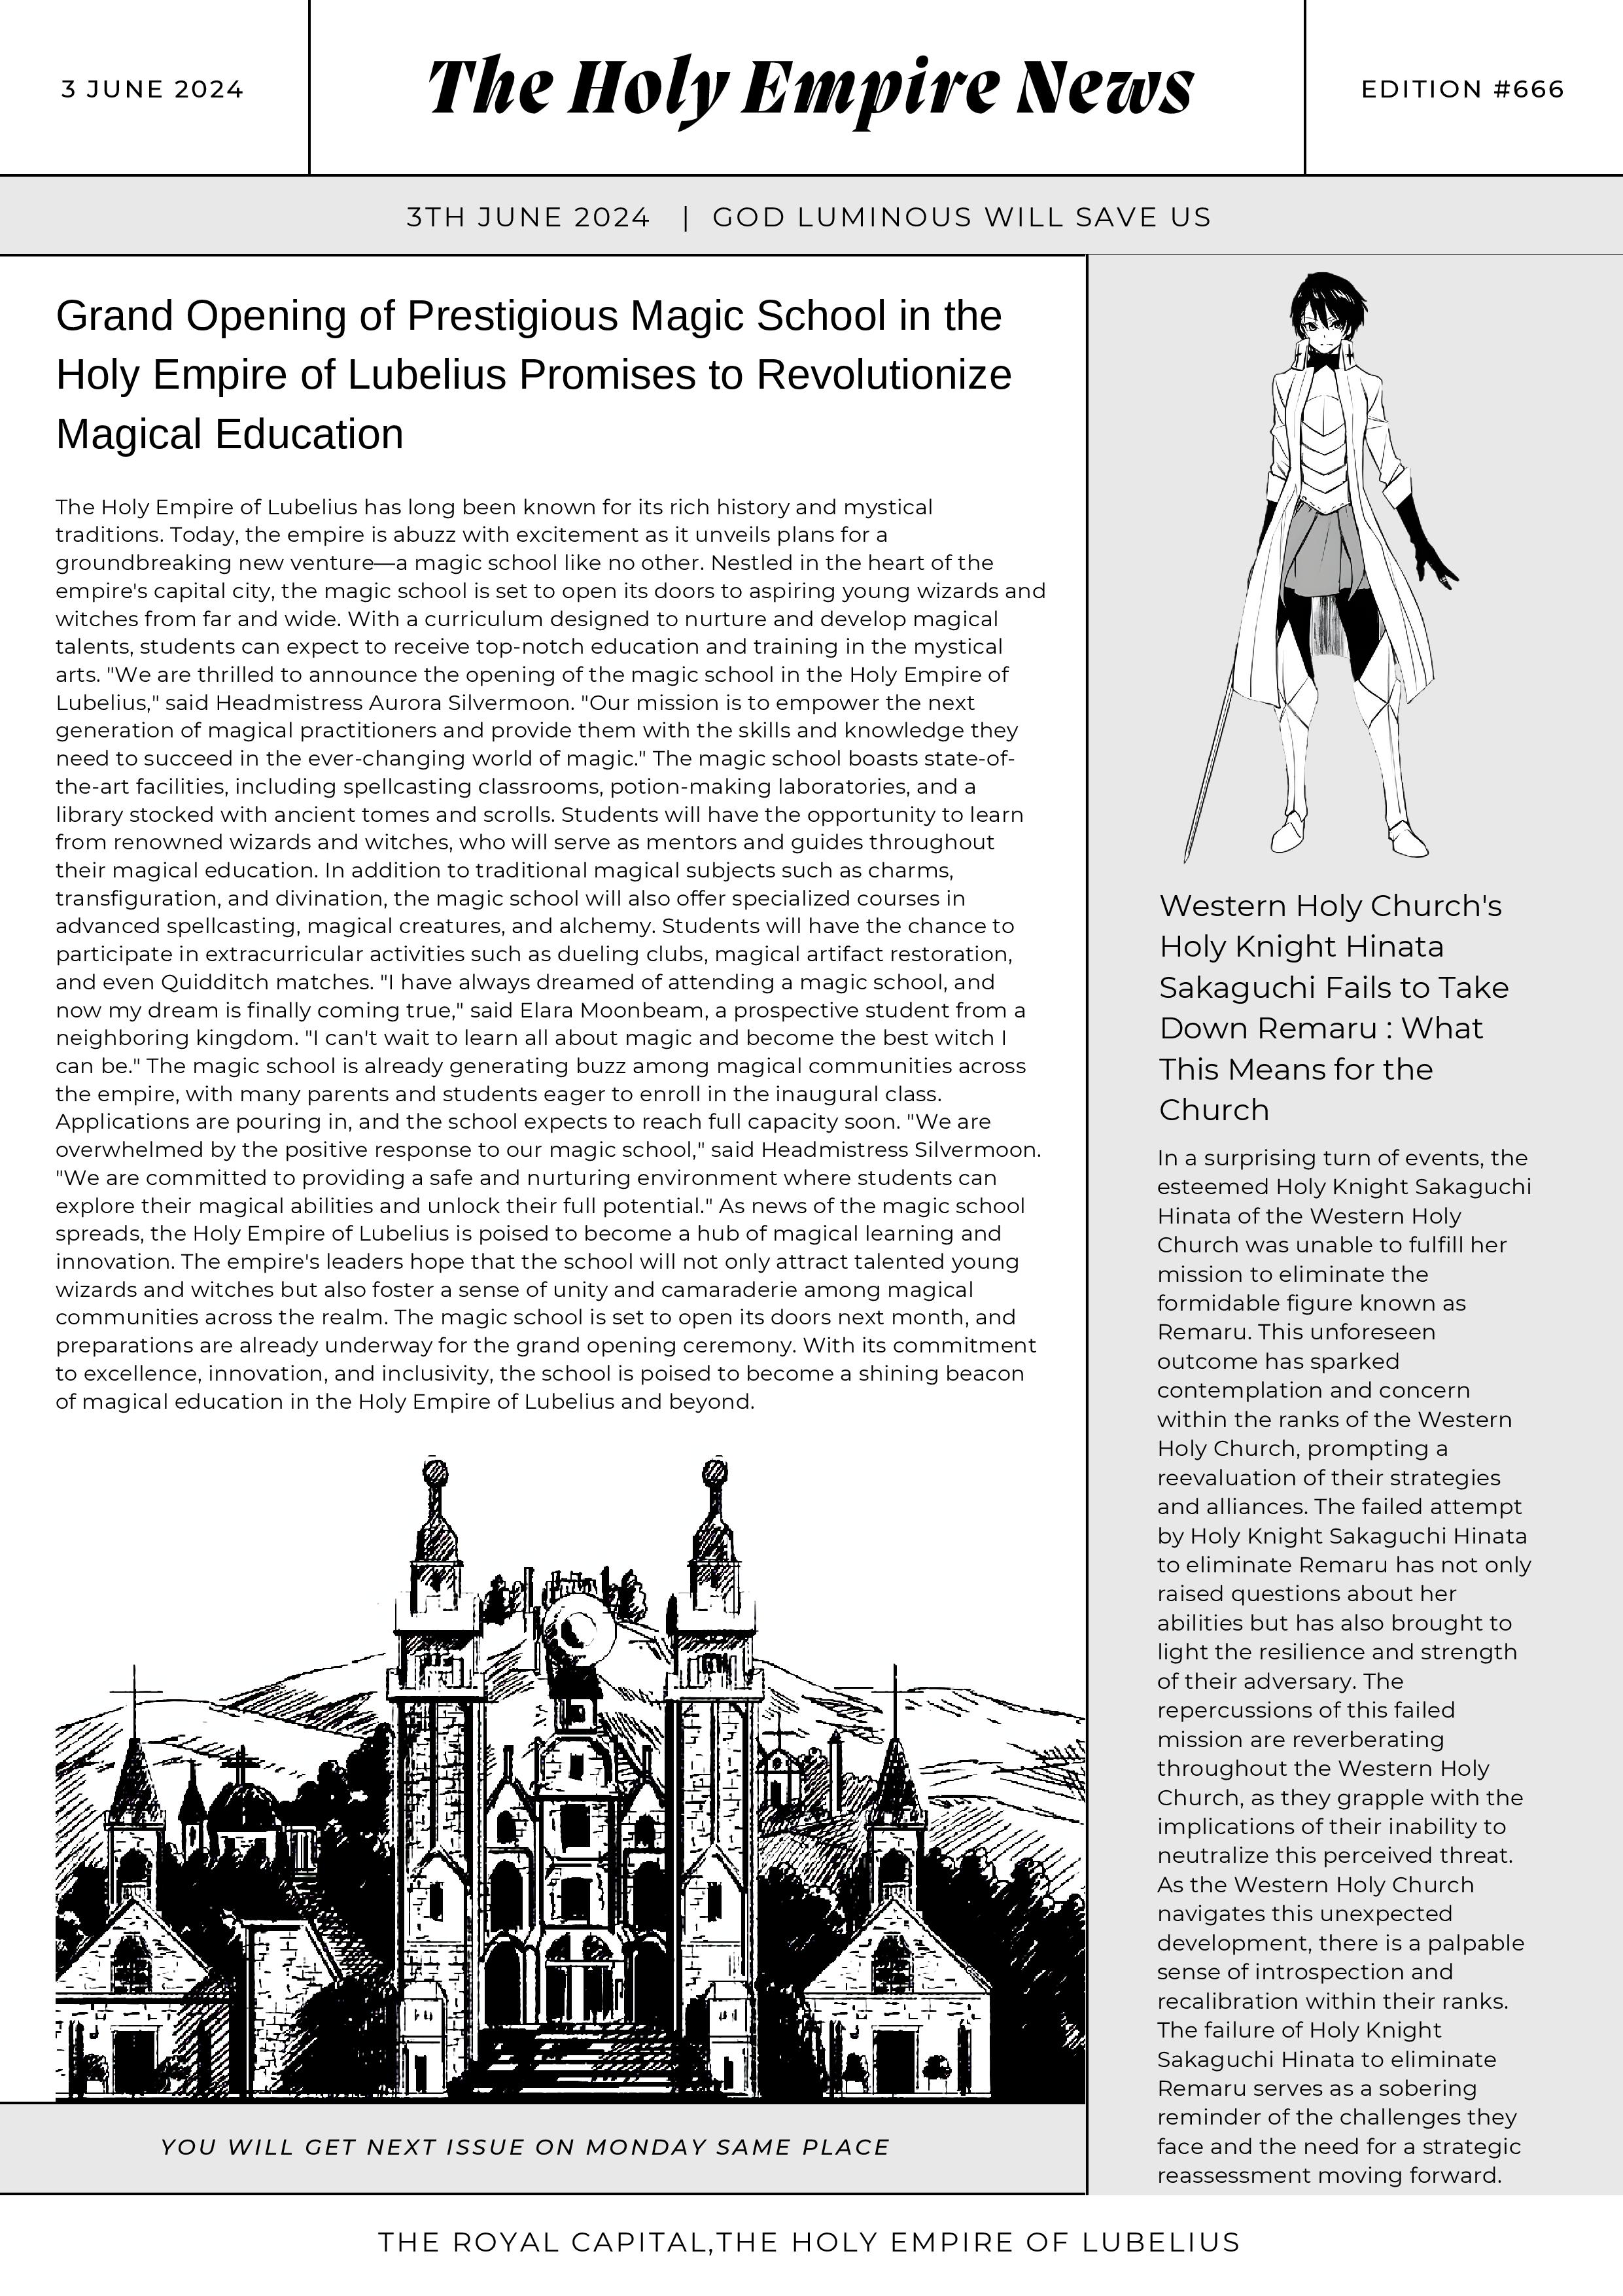 3 JUNE 2024
The Holy Empire News
EDITION #666
3TH JUNE 2024 | GOD LUMINOUS WILL SAVE US
Grand Opening of Prestigious Magic School in the
Holy Empire of Lubelius Promises to Revolutionize
Magical Education
The Holy Empire of Lubelius has long been known for its rich history and mystical
traditions. Today, the empire is abuzz with excitement as it unveils plans for a
groundbreaking new venture—a magic school like no other. Nestled in the heart of the
empire's capital city, the magic school is set to open its doors to aspiring young wizards and
witches from far and wide. With a curriculum designed to nurture and develop magical
talents, students can expect to receive top-notch education and training in the mystical
arts. "We are thrilled to announce the opening of the magic school in the Holy Empire of
Lubelius," said Headmistress Aurora Silvermoon. "Our mission is to empower the next
generation of magical practitioners and provide them with the skills and knowledge they
need to succeed in the ever-changing world of magic." The magic school boasts state-of-
the-art facilities, including spellcasting classrooms, potion-making laboratories, and a
library stocked with ancient tomes and scrolls. Students will have the opportunity to learn
from renowned wizards and witches, who will serve as mentors and guides throughout
their magical education. In addition to traditional magical subjects such as charms,
transfiguration, and divination, the magic school will also offer specialized courses in
advanced spellcasting, magical creatures, and alchemy. Students will have the chance to
participate in extracurricular activities such as dueling clubs, magical artifact restoration,
and even Quidditch matches. "I have always dreamed of attending a magic school, and
now my dream is finally coming true," said Elara Moonbeam, a prospective student from a
neighboring kingdom. "I can't wait to learn all about magic and become the best witch I
can be." The magic school is already generating buzz among magical communities across
the empire, with many parents and students eager to enroll in the inaugural class.
Applications are pouring in, and the school expects to reach full capacity soon. "We are
overwhelmed by the positive response to our magic school," said Headmistress Silvermoon.
"We are committed to providing a safe and nurturing environment where students can
explore their magical abilities and unlock their full potential." As news of the magic school
spreads, the Holy Empire of Lubelius is poised to become a hub of magical learning and
innovation. The empire's leaders hope that the school will not only attract talented young
wizards and witches but also foster a sense of unity and camaraderie among magical
communities across the realm. The magic school is set to open its doors next month, and
preparations are already underway for the grand opening ceremony. With its commitment
to excellence, innovation, and inclusivity, the school is poised to become a shining beacon
of magical education in the Holy Empire of Lubelius and beyond.
YOU WILL GET NEXT ISSUE ON MONDAY SAME PLACE
Western Holy Church's
Holy Knight Hinata
Sakaguchi Fails to Take
Down Remaru : What
This Means for the
Church
In a surprising turn of events, the
esteemed Holy Knight Sakaguchi
Hinata of the Western Holy
Church was unable to fulfill her
mission to eliminate the
formidable figure known as
Remaru. This unforeseen
outcome has sparked
contemplation and concern
within the ranks of the Western
Holy Church, prompting a
reevaluation of their strategies
and alliances. The failed attempt
by Holy Knight Sakaguchi Hinata
to eliminate Remaru has not only
raised questions about her
abilities but has also brought to
light the resilience and strength
of their adversary. The
repercussions of this failed
mission are reverberating
throughout the Western Holy
Church, as they grapple with the
implications of their inability to
neutralize this perceived threat.
As the Western Holy Church
navigates this unexpected
development, there is a palpable
sense of introspection and
recalibration within their ranks.
The failure of Holy Knight
Sakaguchi Hinata to eliminate
Remaru serves as a sobering
reminder of the challenges they
face and the need for a strategic
reassessment moving forward.
THE ROYAL CAPITAL,THE HOLY EMPIRE OF LUBELIUS